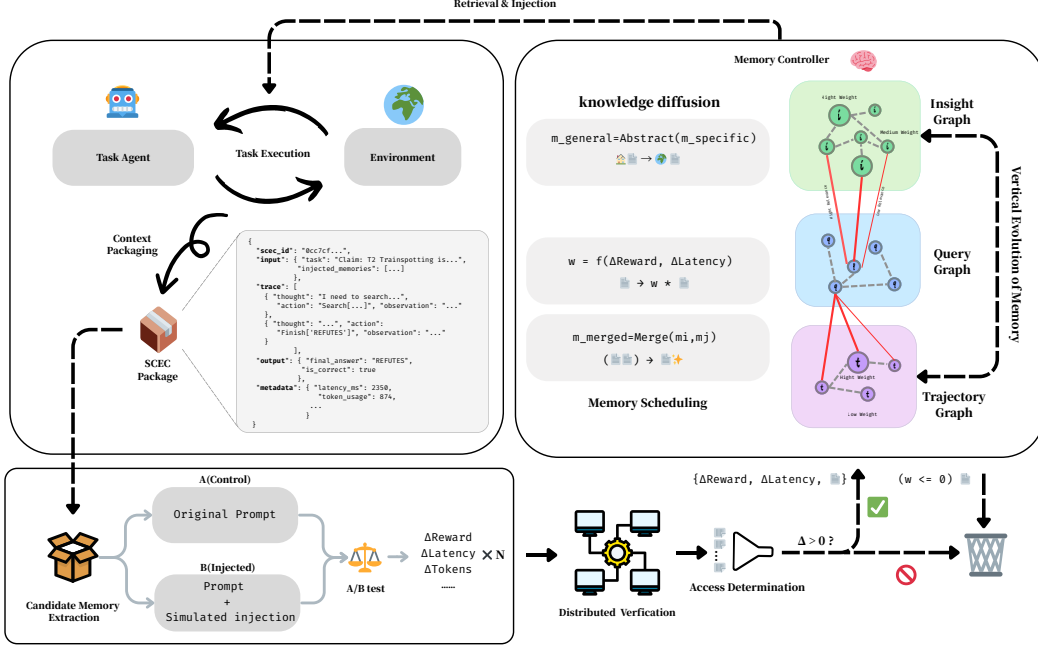 Retrieval & Injection
Task Agent
Task Execution
Environment
Context
Packaging
SCEC
Package
{
"scec_id": "0cc7cf...",
"input": { "task": "Claim: T2 Trainspotting is...",
"injected_memories": [...]
},
"trace": [
{ "thought": "I need to search...",
"action": "Search[...]", "observation": "..."
},
{ "thought": "...", "action":
"Finish['REFUTES']", "observation": "..."
}
],
"output": { "final_answer": "REFUTES",
"is_correct": true
},
"metadata": { "latency_ms": 2350,
"token_usage": 874,
...
}
}
Memory Controller
knowledge diffusion
m_general=Abstract(m_specific)
→
w = f(ΔReward, ΔLatency)
→ w *
m_merged=Merge(mi,mj)
( ) →
Memory Scheduling
Hight Weight
Medium Weight
i
i
i
i
i
i
Insight
Graph
q
q
q
q
q
Query
Graph
t
t
t
t
Hight Weight
Low Weight
Trajectory
Graph
Vertical Evolution of Memory
A(Control)
Original Prompt
B(Injected)
Prompt
+
Simulated injection
Candidate Memory
Extraction
A/B test
ΔReward
ΔLatency
ΔTokens
......
× N
Distributed Verfication
Access Determination
{ΔReward, ΔLatency, }
(w <= 0)
Δ > 0 ?